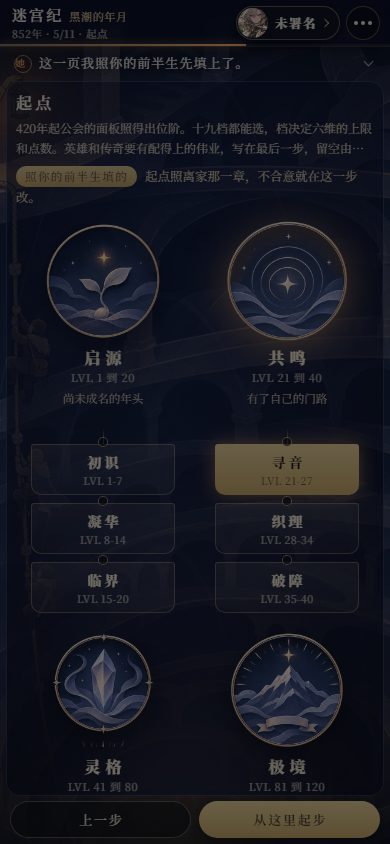 迷宫纪 黑潮的年月
852年 · 5/11 · 起点
未署名
她 这一页我照你的前半生先填上了。
起点
420年起公会的面板照得出位阶。十九档都能选，档决定六维的上限
和点数。英雄和传奇要有配得上的伟业，写在最后一步，留空由…
照你的前半生填的 起点照离家那一章，不合意就在这一步
改。
启源 共鸣
LVL 1 到 20 LVL 21 到 40
尚未成名的年头 有了自己的门路
初识 寻音
LVL 1-7 LVL 21-27
凝华 织理
LVL 8-14 LVL 28-34
临界 破障
LVL 15-20 LVL 35-40
灵格 极境
LVL 41 到 80 LVL 81 到 120
上一步 从这里起步